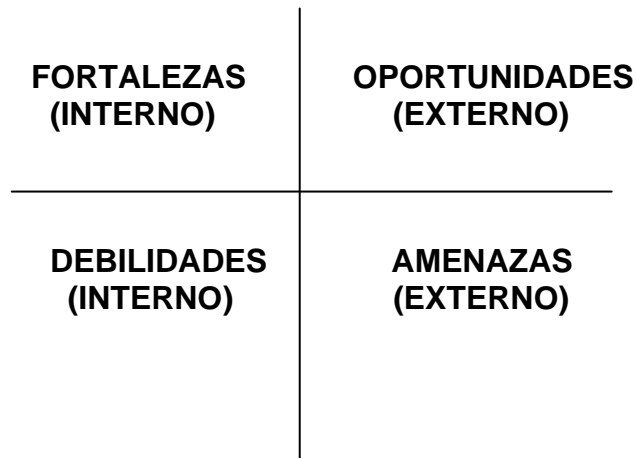 FORTALEZAS
(INTERNO)
OPORTUNIDADES
(EXTERNO)
DEBILIDADES
(INTERNO)
AMENAZAS
(EXTERNO)